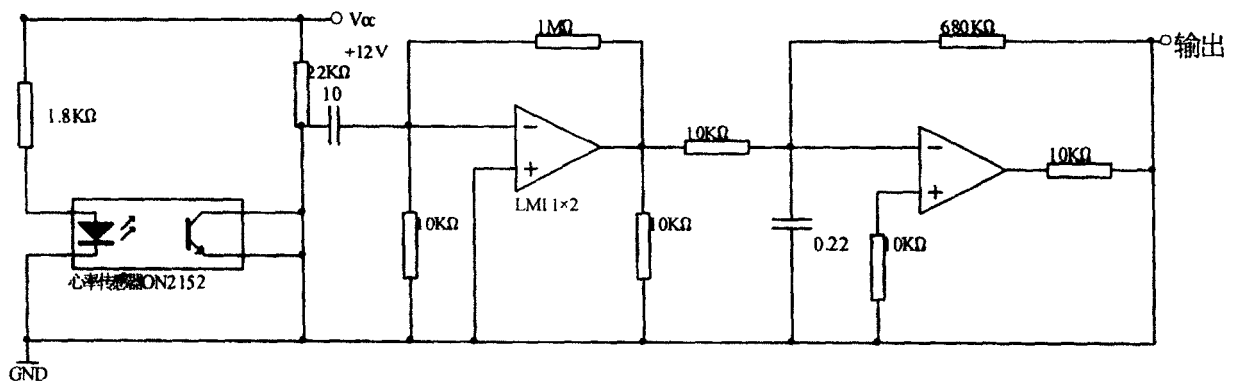 Vcc
+12V
22KΩ
10
1.8KΩ
心率传感器ON2152
GND
1MΩ
10KΩ
LM11×2
10KΩ
10KΩ
680KΩ
输出
0.22
10KΩ
10KΩ